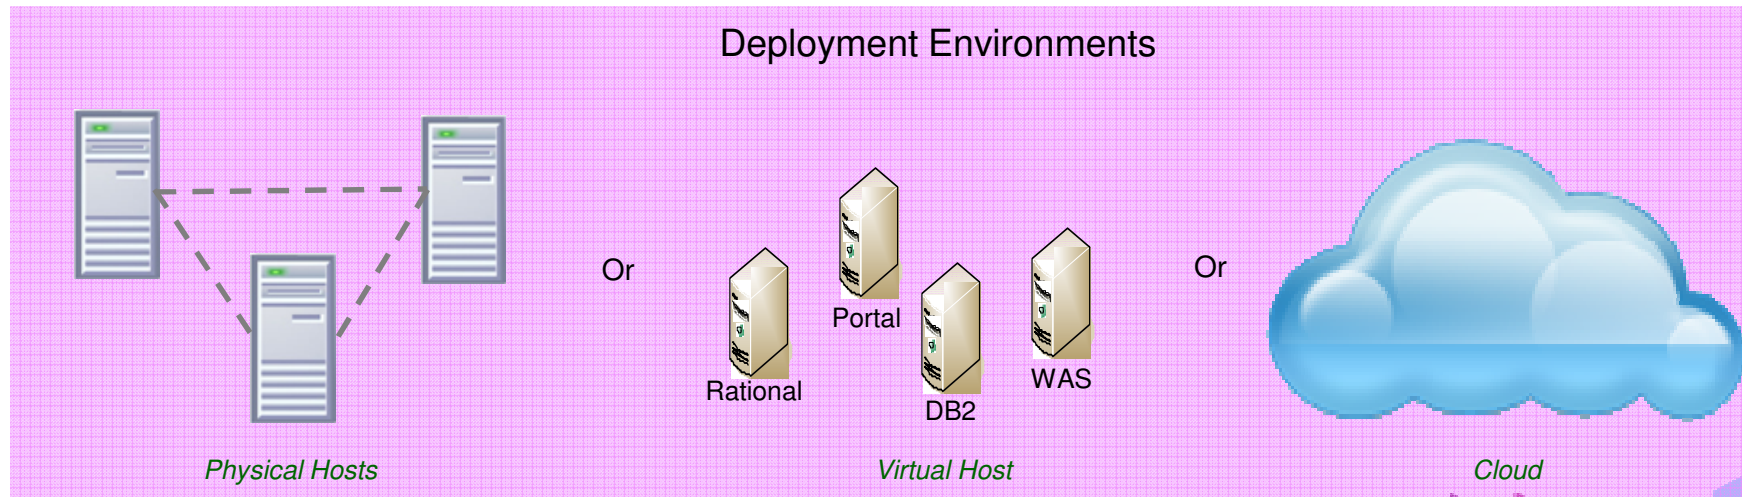 Deployment Environments
Or
Or
Portal
Rational
WAS
DB2
Physical Hosts
Virtual Host
Cloud